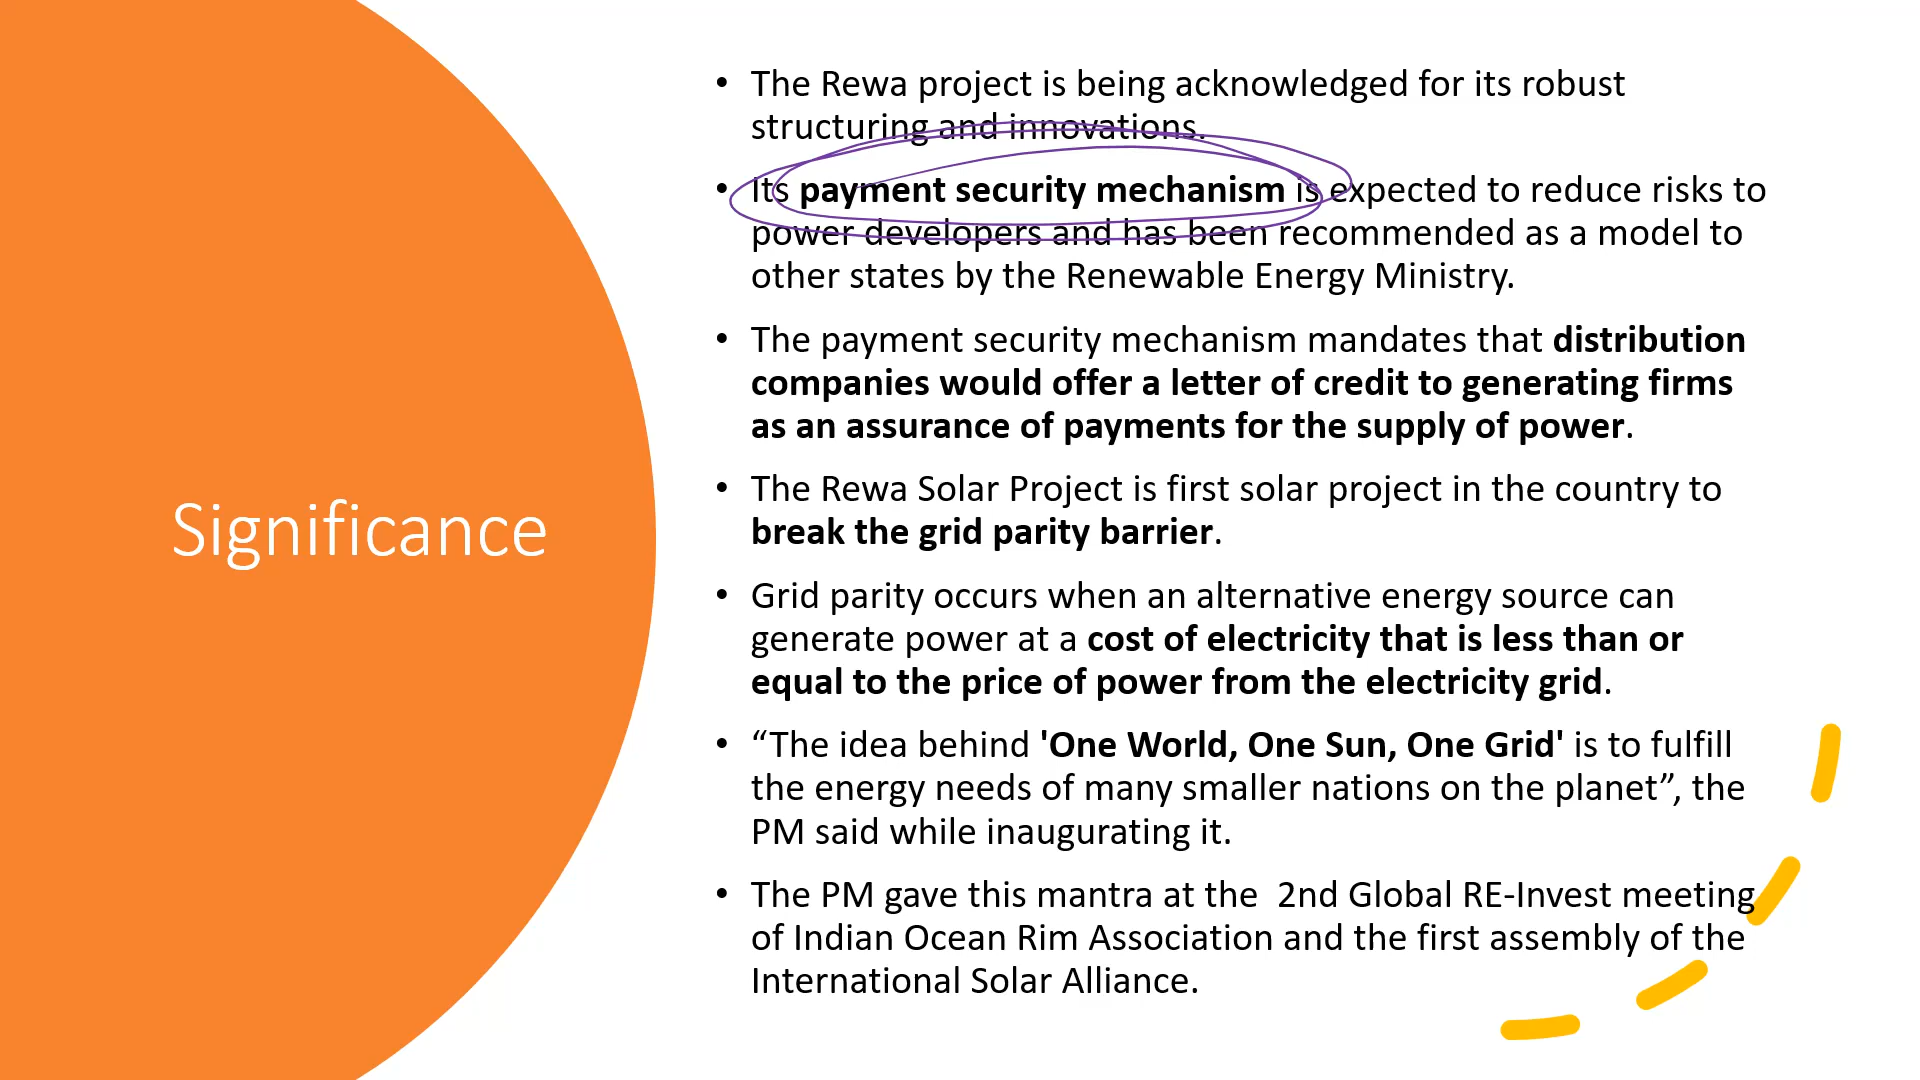 Significance
• The Rewa project is being acknowledged for its robust
structuring and innovations.
• Its payment security mechanism is expected to reduce risks to
power developers and has been recommended as a model to
other states by the Renewable Energy Ministry.
• The payment security mechanism mandates that distribution
companies would offer a letter of credit to generating firms
as an assurance of payments for the supply of power.
• The Rewa Solar Project is first solar project in the country to
break the grid parity barrier.
• Grid parity occurs when an alternative energy source can
generate power at a cost of electricity that is less than or
equal to the price of power from the electricity grid.
• “The idea behind 'One World, One Sun, One Grid' is to fulfill
the energy needs of many smaller nations on the planet”, the
PM said while inaugurating it.
• The PM gave this mantra at the  2nd Global RE-Invest meeting
of Indian Ocean Rim Association and the first assembly of the
International Solar Alliance.